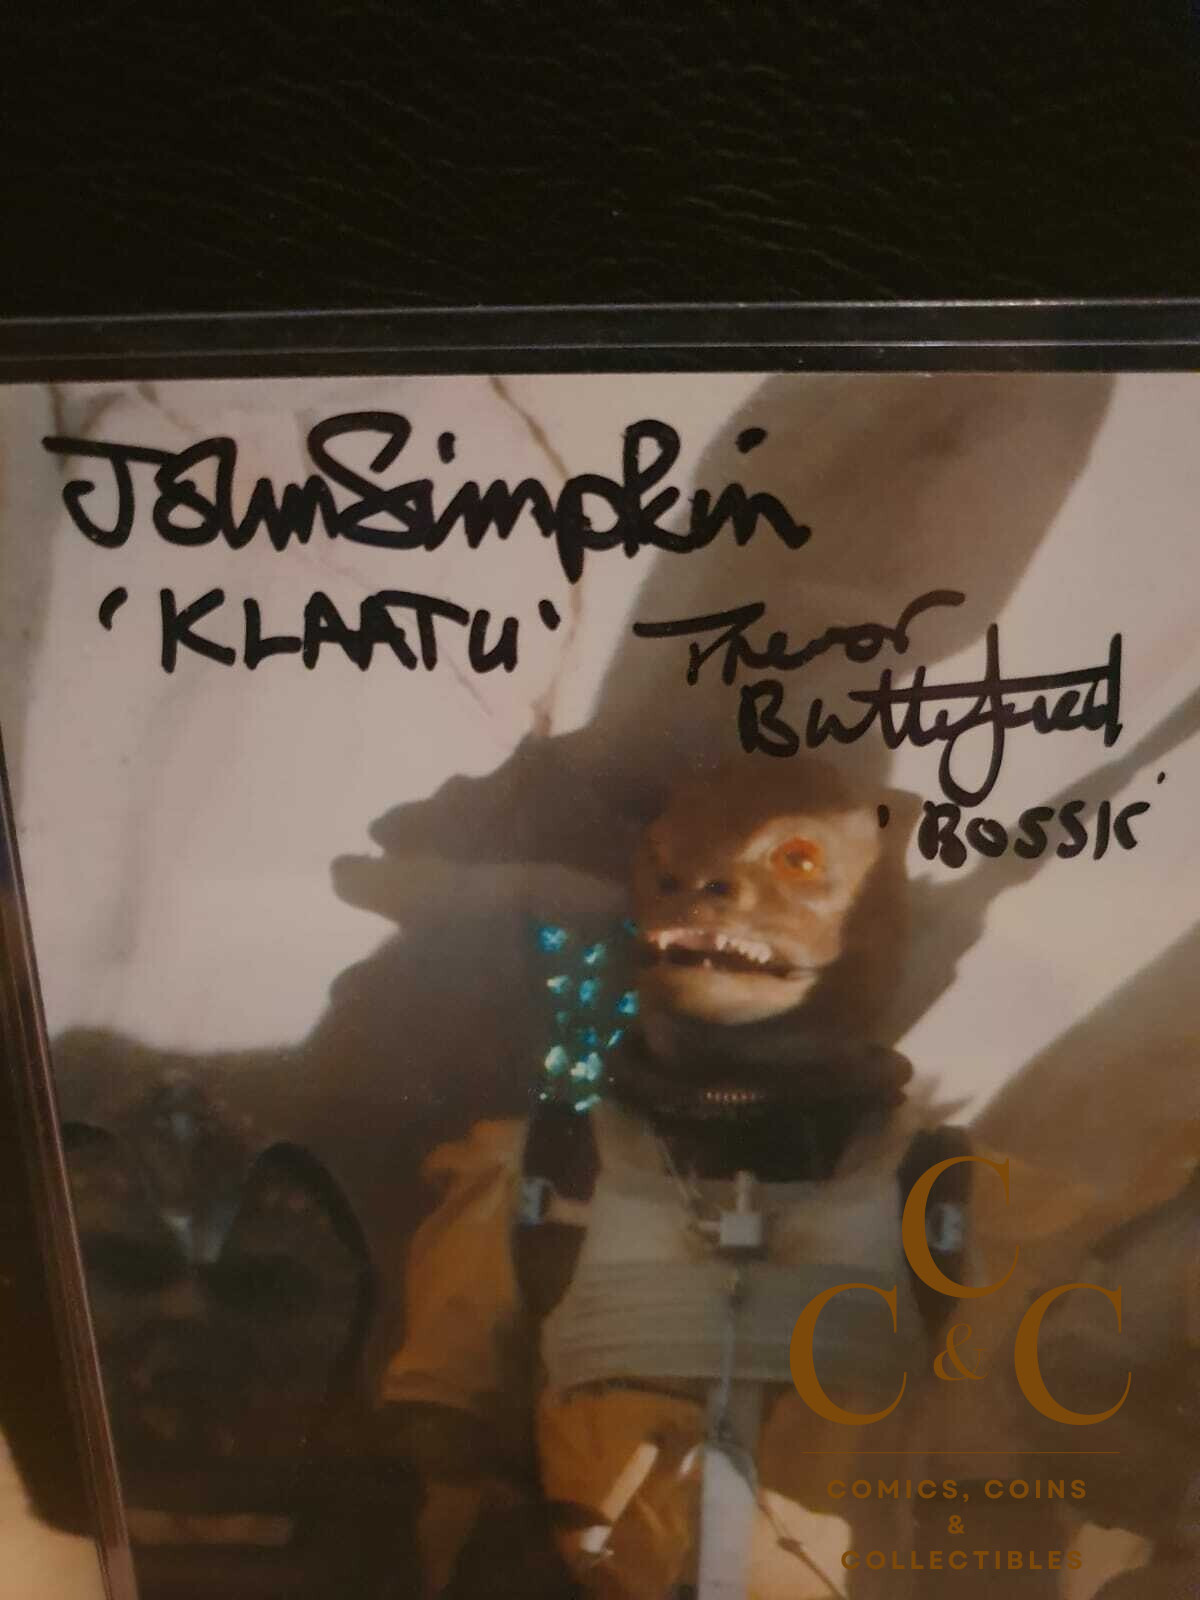 John Simpkin
'KLAATU'
Trevor
Butterfield
'BOSSK'
C
C & C
COMICS, COINS
&
COLLECTIBLES